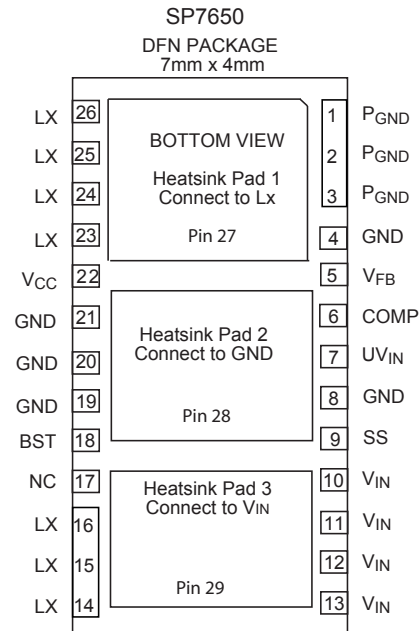 SP7650
DFN PACKAGE
7mm x 4mm
BOTTOM VIEW
Heatsink Pad 1
Connect to Lx
Pin 27
Heatsink Pad 2
Connect to GND
Pin 28
Heatsink Pad 3
Connect to VIN
Pin 29
LX 26
LX 25
LX 24
LX 23
VCC 22
GND 21
GND 20
GND 19
BST 18
NC 17
LX 16
LX 15
LX 14
1 PGND
2 PGND
3 PGND
4 GND
5 VFB
6 COMP
7 UVIN
8 GND
9 SS
10 VIN
11 VIN
12 VIN
13 VIN